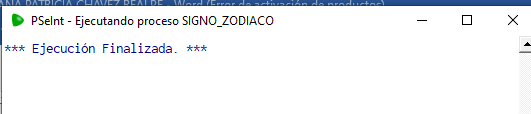 ANA PATRICIA CHAVEZ REALPE - Word (Error de activación de productos)
PSeInt - Ejecutando proceso SIGNO_ZODIACO
*** Ejecución Finalizada. ***